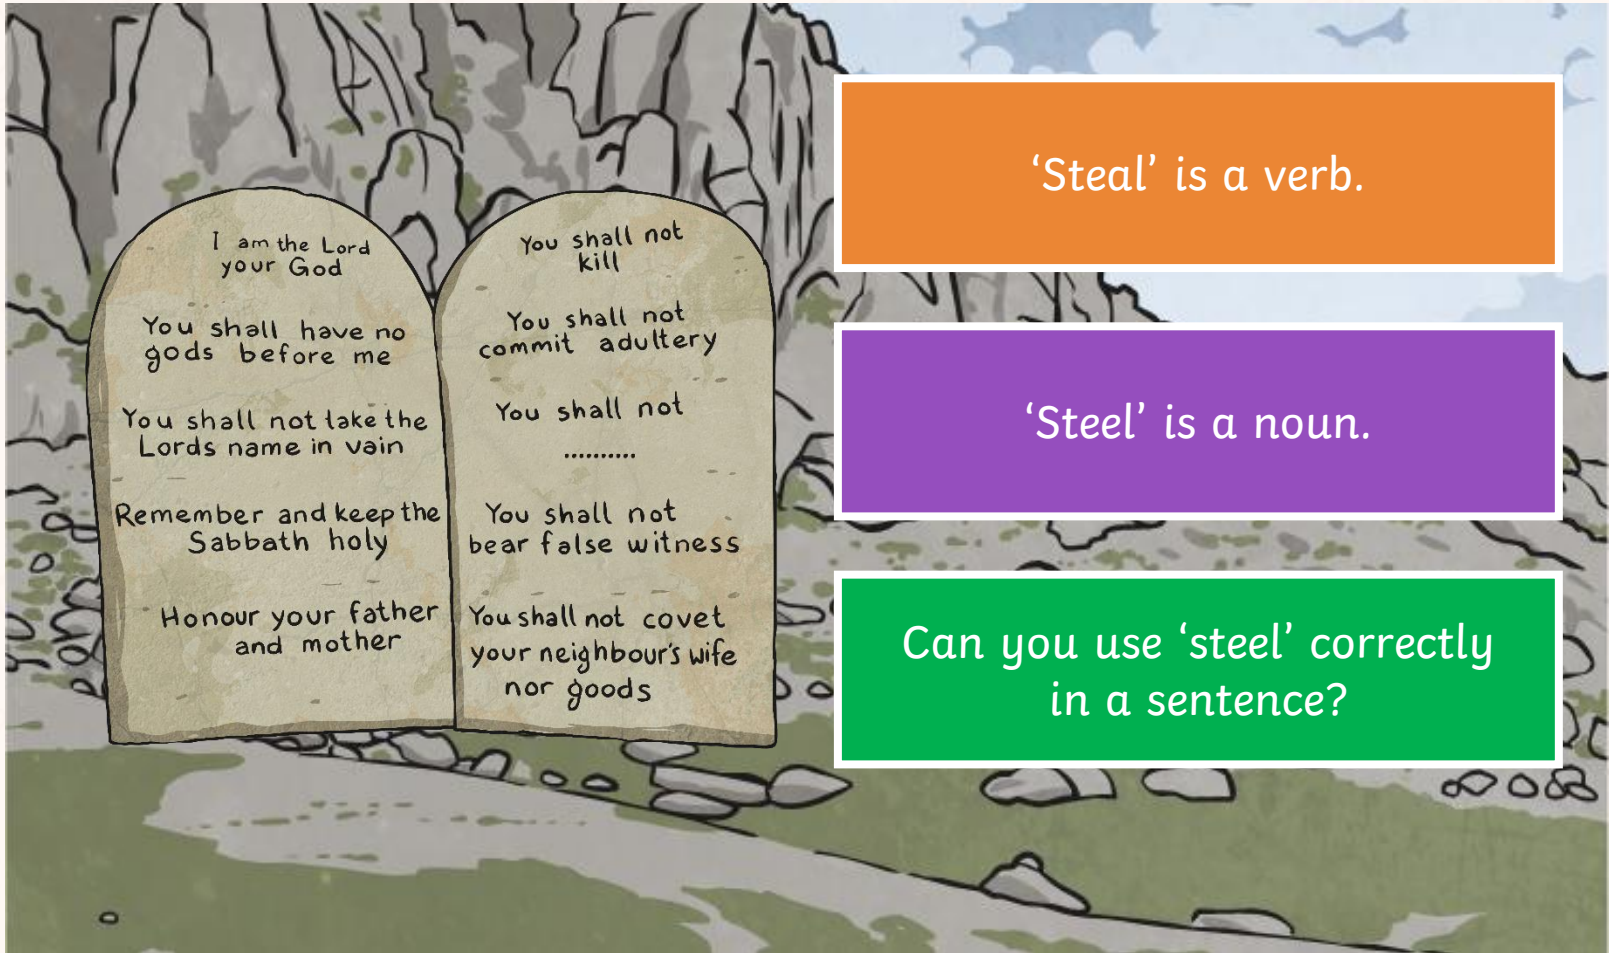 I am the Lord
your God
You shall have no
gods before me
You shall not take the
Lords name in vain
Remember and keep the
Sabbath holy
Honour your father
and mother
You shall not
kill
You shall not
commit adultery
You shall not
..........
You shall not
bear false witness
You shall not covet
your neighbour's wife
nor goods
‘Steal’ is a verb.
‘Steel’ is a noun.
Can you use ‘steel’ correctly
in a sentence?